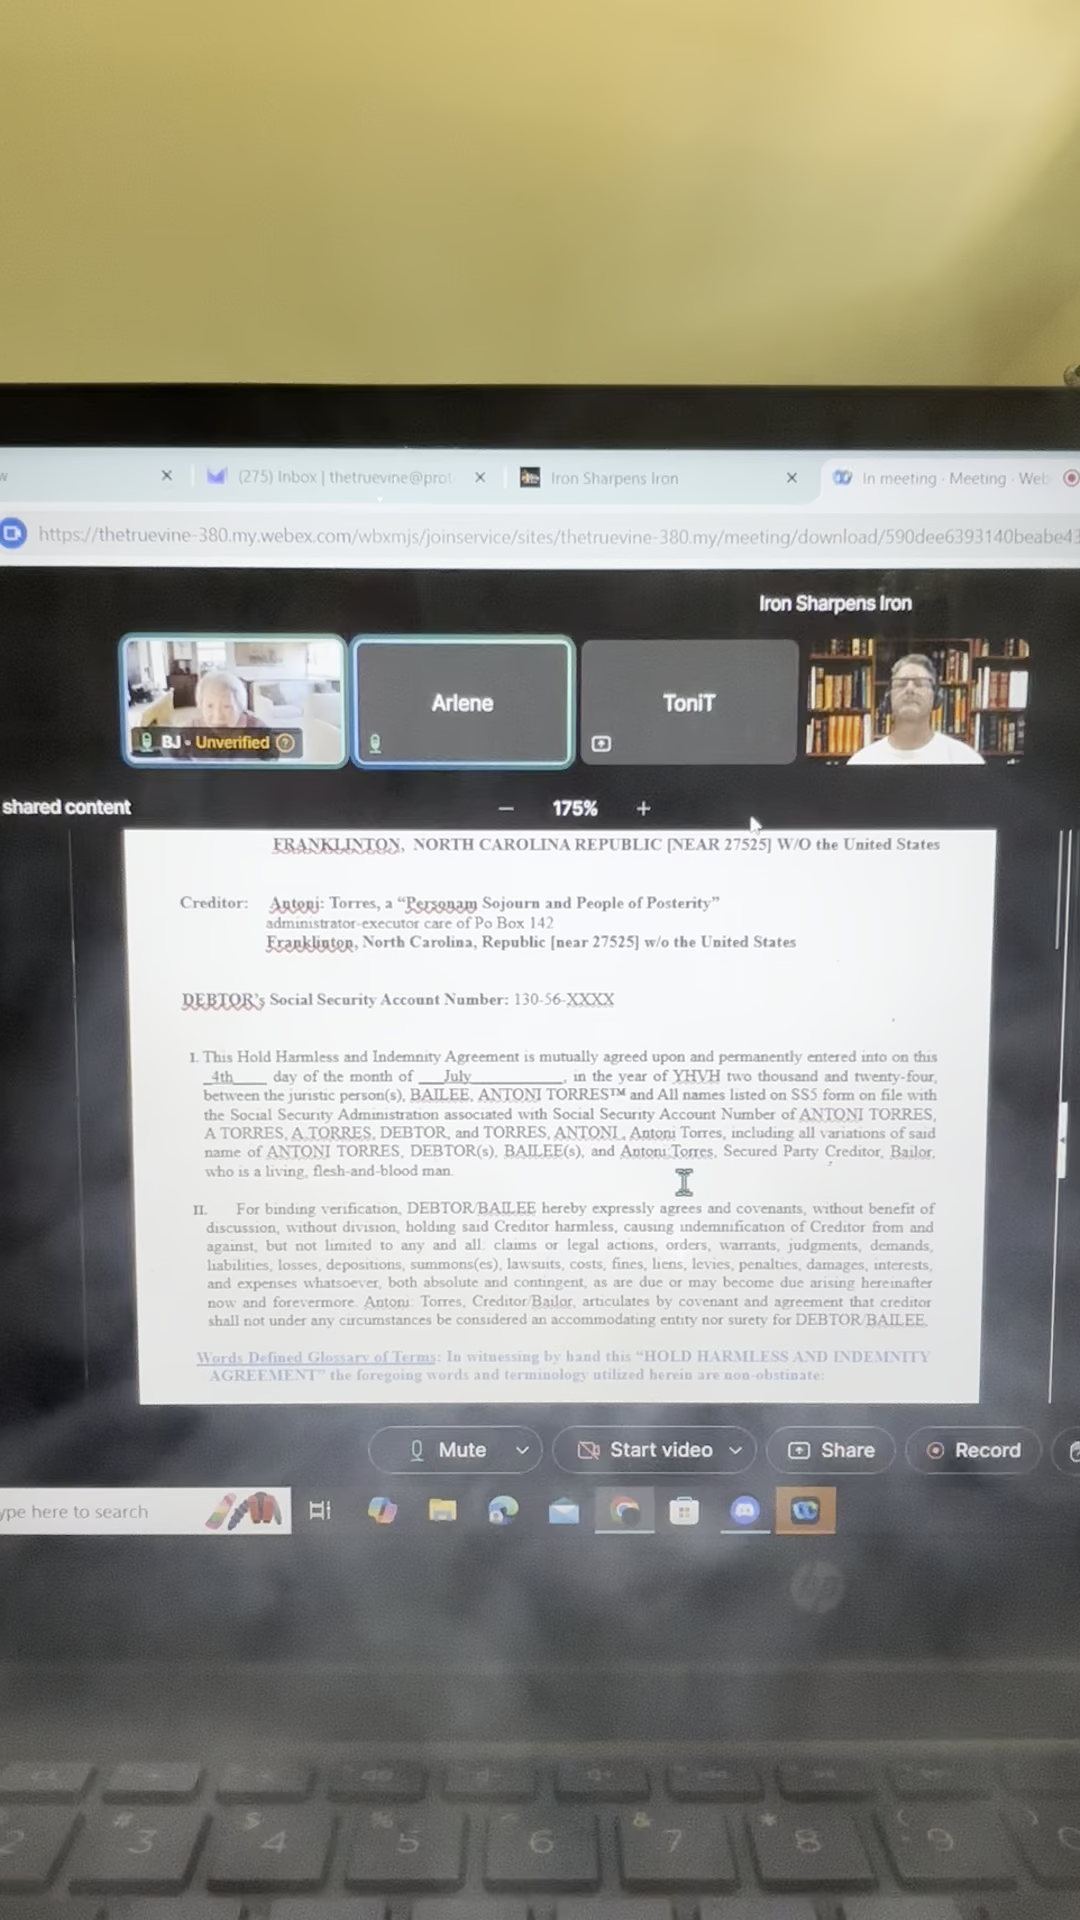 w
(275) Inbox | thetruevine@prot
Iron Sharpens Iron
In meeting · Meeting · Web
https://thetruevine-380.my.webex.com/wbxmjs/joinservice/sites/thetruevine-380.my/meeting/download/590dee6393140beabe43
Iron Sharpens Iron
BJ - Unverified
Arlene
ToniT
shared content
— 175% +
FRANKLINTON, NORTH CAROLINA REPUBLIC [NEAR 27525] W/O the United States
Creditor: Antoni: Torres, a “Personam Sojourn and People of Posterity”
administrator-executor care of Po Box 142
Franklinton, North Carolina, Republic [near 27525] w/o the United States
DEBTOR’s Social Security Account Number: 130-56-XXXX
I. This Hold Harmless and Indemnity Agreement is mutually agreed upon and permanently entered into on this
_4th____ day of the month of ___July____________, in the year of YHVH two thousand and twenty-four,
between the juristic person(s), BAILEE, ANTONI TORRES™ and All names listed on SS5 form on file with
the Social Security Administration associated with Social Security Account Number of ANTONI TORRES,
A TORRES, A.TORRES, DEBTOR, and TORRES, ANTONI , Antoni Torres, including all variations of said
name of ANTONI TORRES, DEBTOR(s), BAILEE(s), and Antoni:Torres, Secured Party Creditor, Bailor,
who is a living, flesh-and-blood man.
II. For binding verification, DEBTOR/BAILEE hereby expressly agrees and covenants, without benefit of
discussion, without division, holding said Creditor harmless, causing indemnification of Creditor from and
against, but not limited to any and all: claims or legal actions, orders, warrants, judgments, demands,
liabilities, losses, depositions, summons(es), lawsuits, costs, fines, liens, levies, penalties, damages, interests,
and expenses whatsoever, both absolute and contingent, as are due or may become due arising hereinafter
now and forevermore. Antoni: Torres, Creditor/Bailor, articulates by covenant and agreement that creditor
shall not under any circumstances be considered an accommodating entity nor surety for DEBTOR/BAILEE.
Words Defined Glossary of Terms: In witnessing by hand this “HOLD HARMLESS AND INDEMNITY
AGREEMENT” the foregoing words and terminology utilized herein are non-obstinate:
Mute
Start video
Share
Record
ype here to search
hp
# $ % ^ & * (
2 3 4 5 6 7 8 9